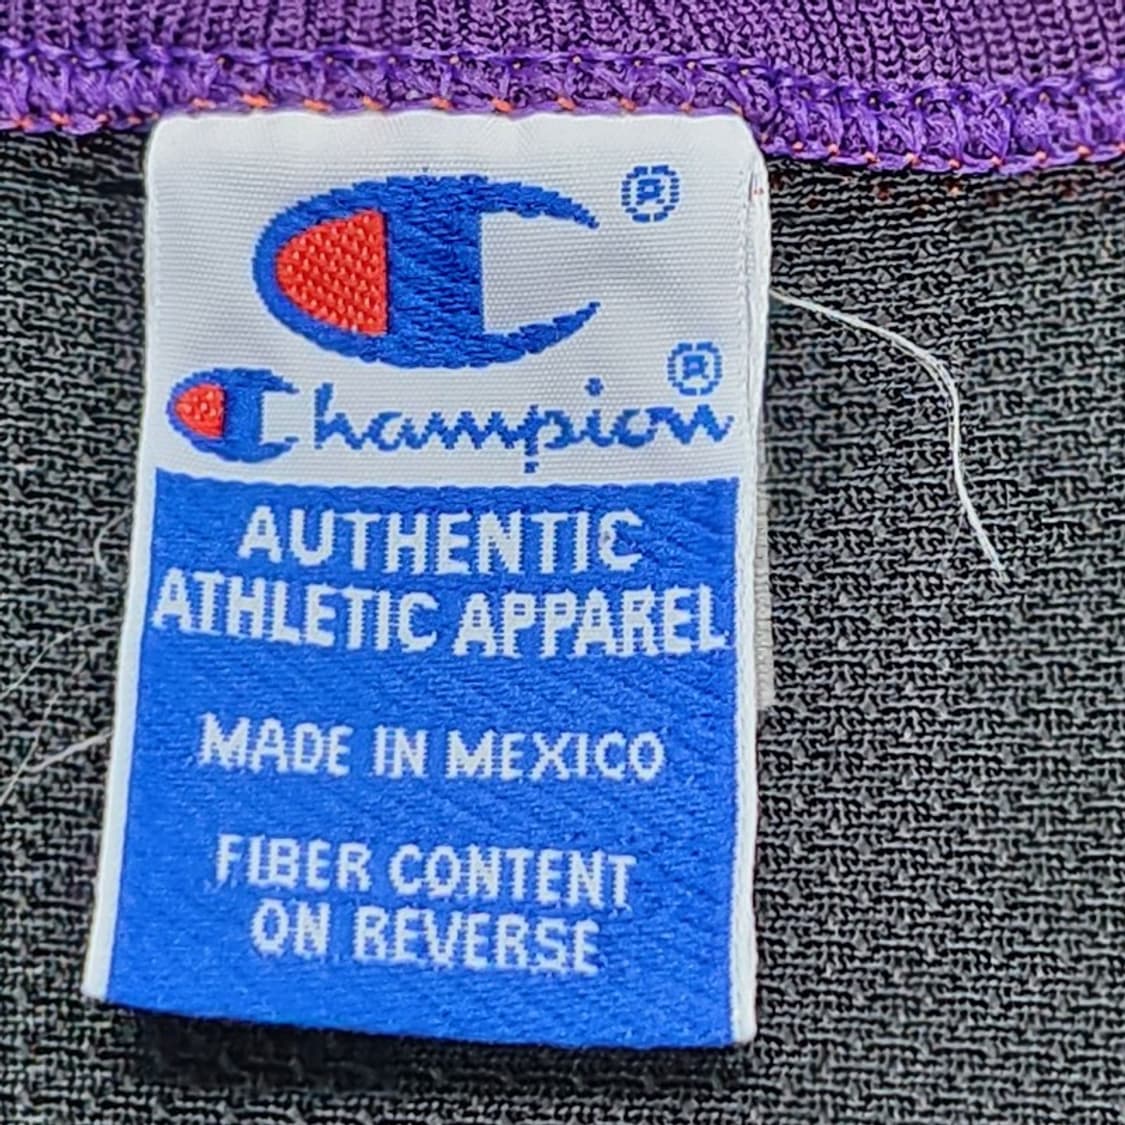 C®
Champion®
AUTHENTIC
ATHLETIC APPAREL
MADE IN MEXICO
FIBER CONTENT
ON REVERSE